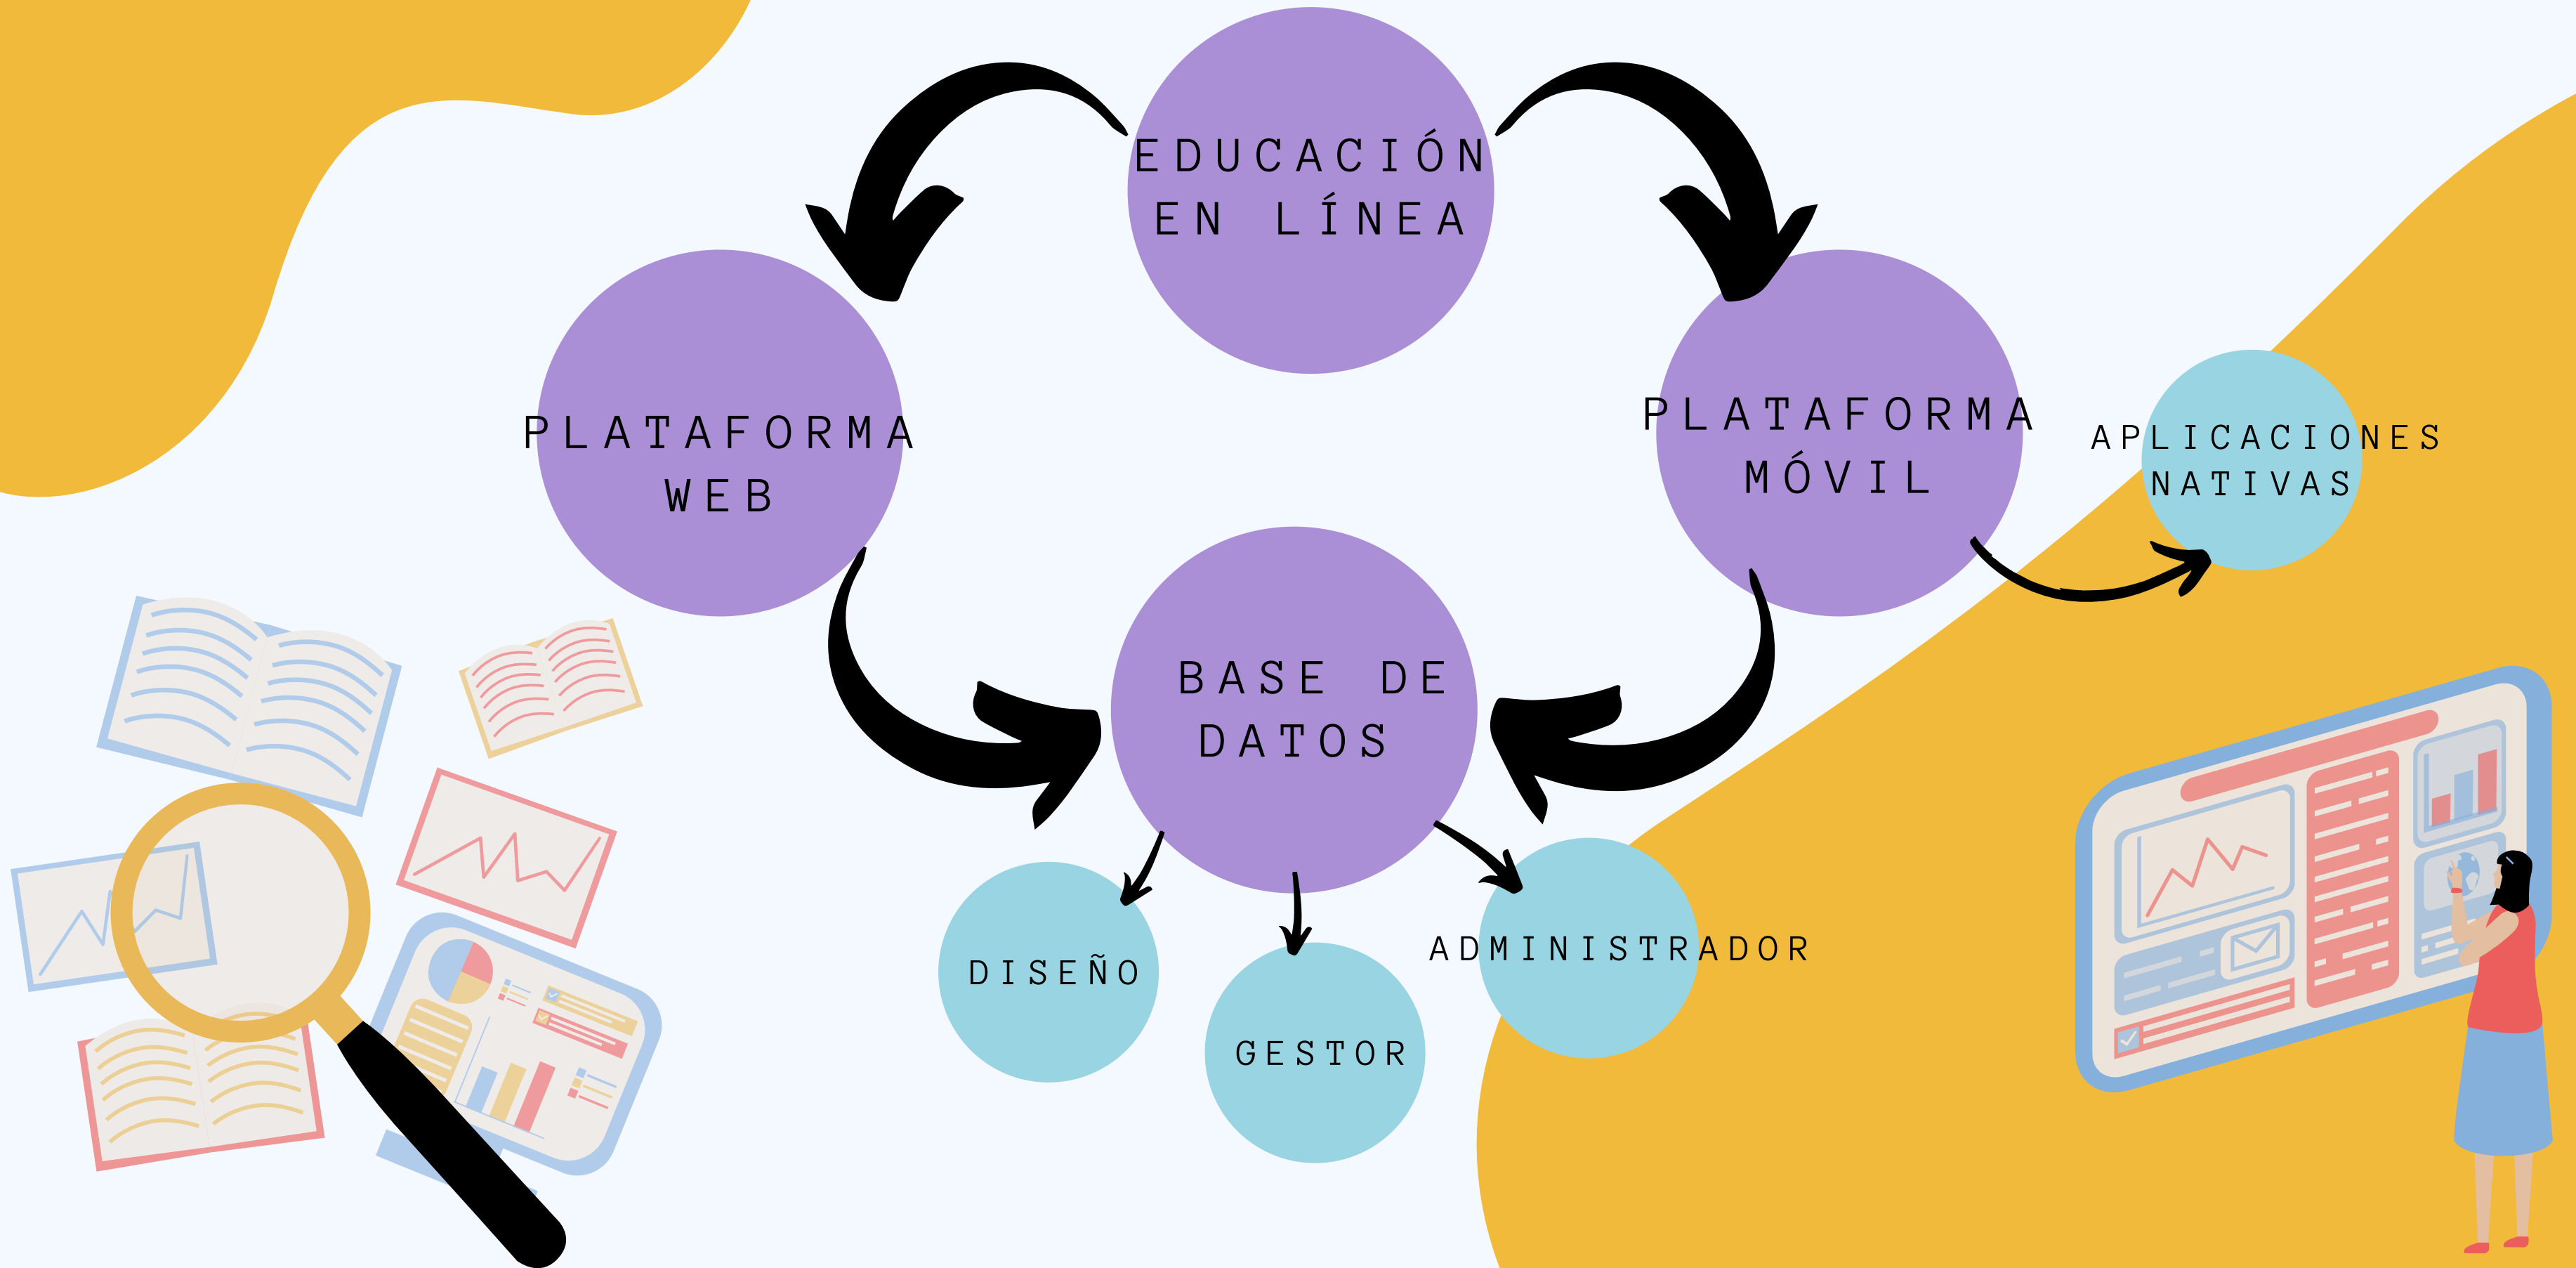 EDUCACIÓN
EN LÍNEA
PLATAFORMA
WEB
PLATAFORMA
MÓVIL
APLICACIONES
NATIVAS
BASE DE
DATOS
DISEÑO
GESTOR
ADMINISTRADOR